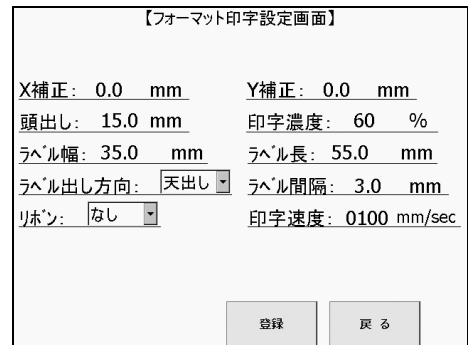 【フォーマット印字設定画面】
X補正: 0.0 mm Y補正: 0.0 mm
頭出し: 15.0 mm 印字濃度: 60 %
ﾗﾍﾞﾙ幅: 35.0 mm ﾗﾍﾞﾙ長: 55.0 mm
ﾗﾍﾞﾙ出し方向: 天出し ﾗﾍﾞﾙ間隔: 3.0 mm
ﾘﾎﾞﾝ: なし 印字速度: 0100 mm/sec
登録 戻る